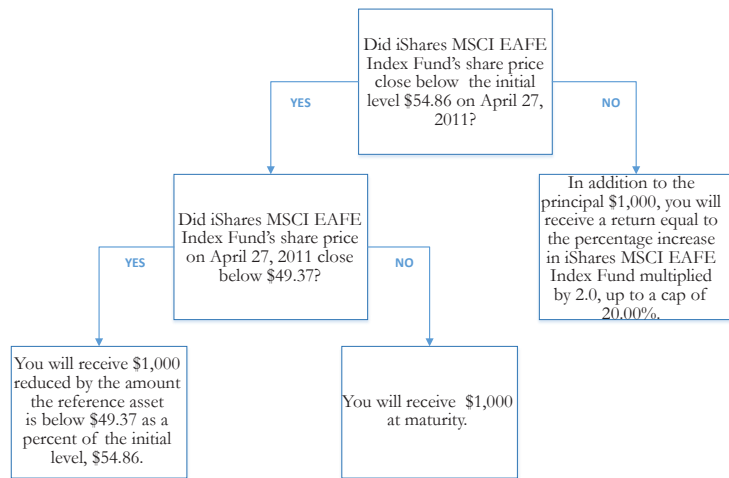 Did iShares MSCI EAFE
Index Fund's share price
close below the initial
level $54.86 on April 27,
2011?
YES
NO
Did iShares MSCI EAFE
Index Fund's share price
on April 27, 2011 close
below $49.37?
In addition to the
principal $1,000, you will
receive a return equal to
the percentage increase
in iShares MSCI EAFE
Index Fund multiplied
by 2.0, up to a cap of
20.00%.
YES
NO
You will receive $1,000
reduced by the amount
the reference asset
is below $49.37 as a
percent of the initial
level, $54.86.
You will receive $1,000
at maturity.